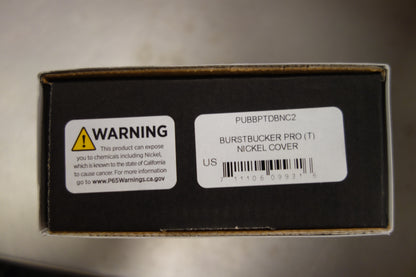 WARNING
This product can expose
you to chemicals including Nickel,
which is known to the state of California
to cause cancer. For more information
go to www.P65Warnings.ca.gov
PUBBPTDBNC2
BURSTBUCKER PRO (T)
NICKEL COVER
US